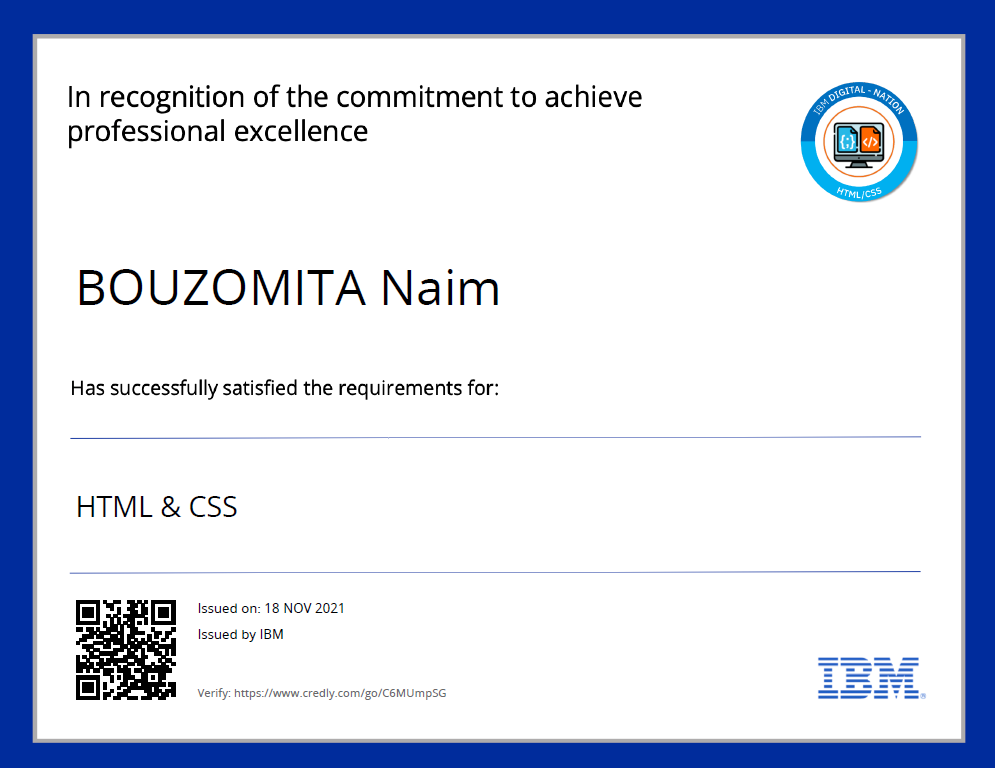 In recognition of the commitment to achieve
professional excellence
IBM DIGITAL - NATION
{;}
</>
HTML/CSS
BOUZOMITA Naim
Has successfully satisfied the requirements for:
HTML & CSS
Issued on: 18 NOV 2021
Issued by IBM
Verify: https://www.credly.com/go/C6MUmpSG
IBM®